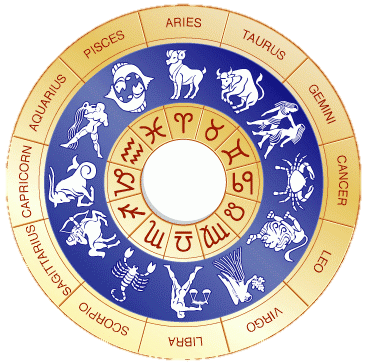 ARIES
TAURUS
GEMINI
CANCER
LEO
VIRGO
LIBRA
SCORPIO
SAGITTARIUS
CAPRICORN
AQUARIUS
PISCES
♈
♉
♊
♋
♌
♍
♎
♏
♐
♑
♒
♓